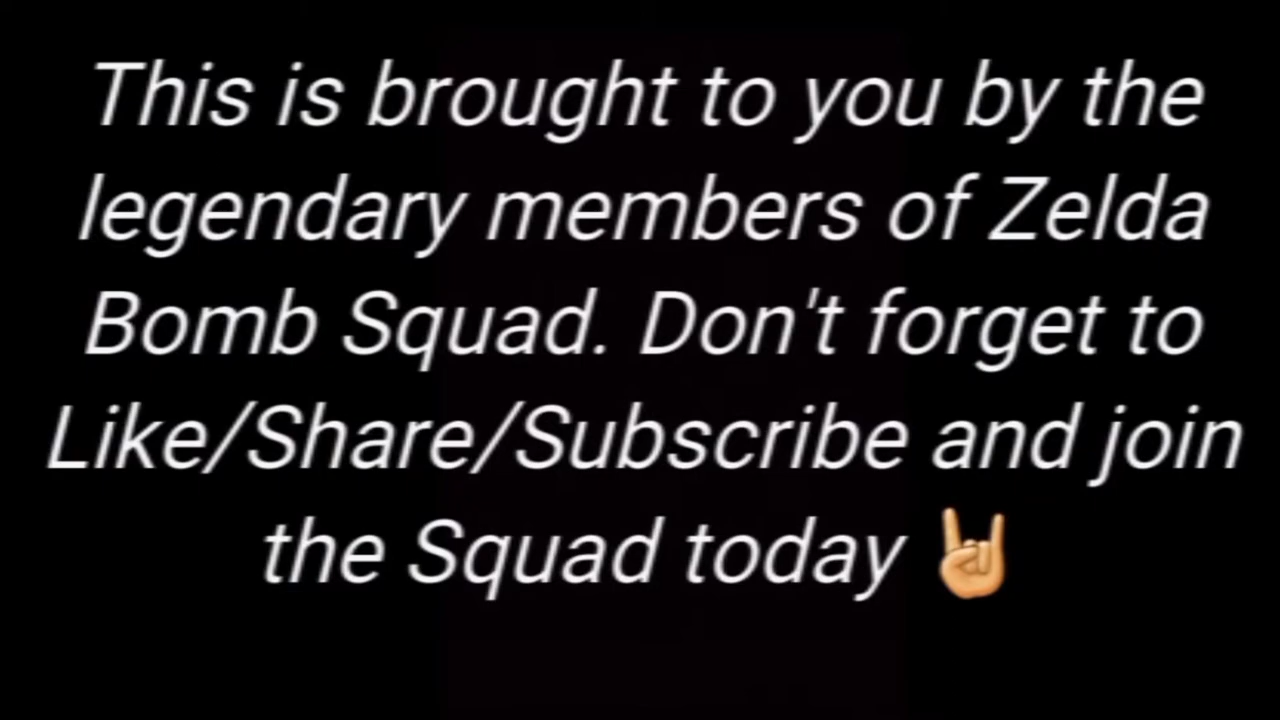 This is brought to you by the
legendary members of Zelda
Bomb Squad. Don't forget to
Like/Share/Subscribe and join
the Squad today 🤘